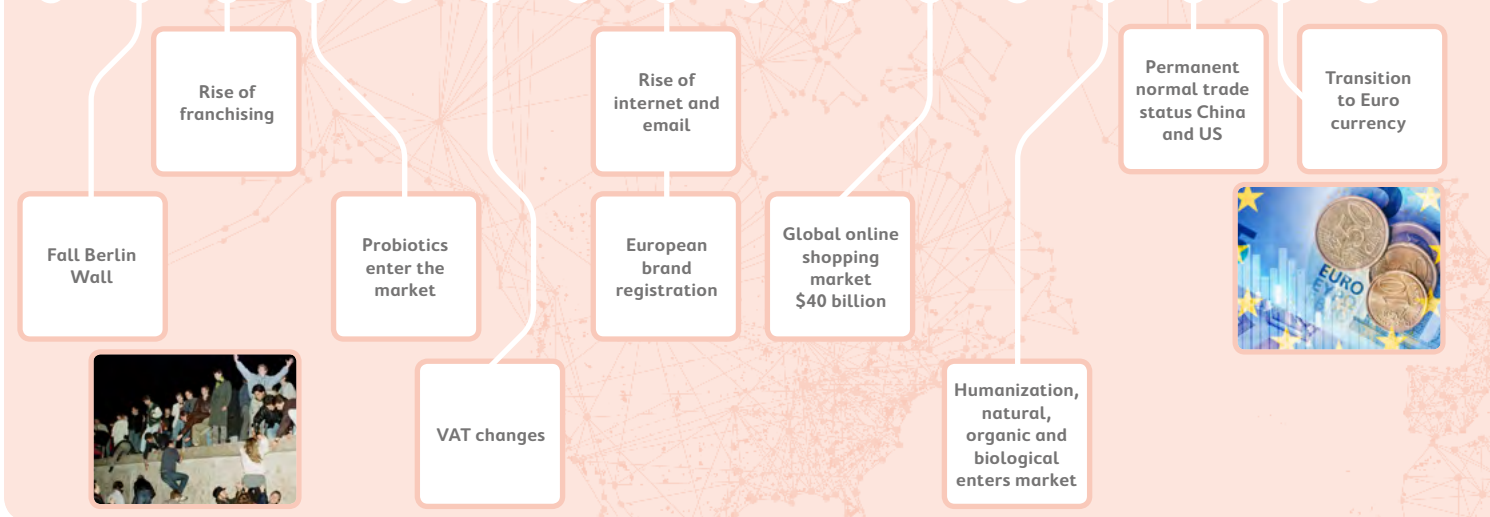 Rise of
franchising
Rise of
internet and
email
Permanent
normal trade
status China
and US
Transition
to Euro
currency
Fall Berlin
Wall
Probiotics
enter the
market
European
brand
registration
Global online
shopping
market
$40 billion
EURO
VAT changes
Humanization,
natural,
organic and
biological
enters market